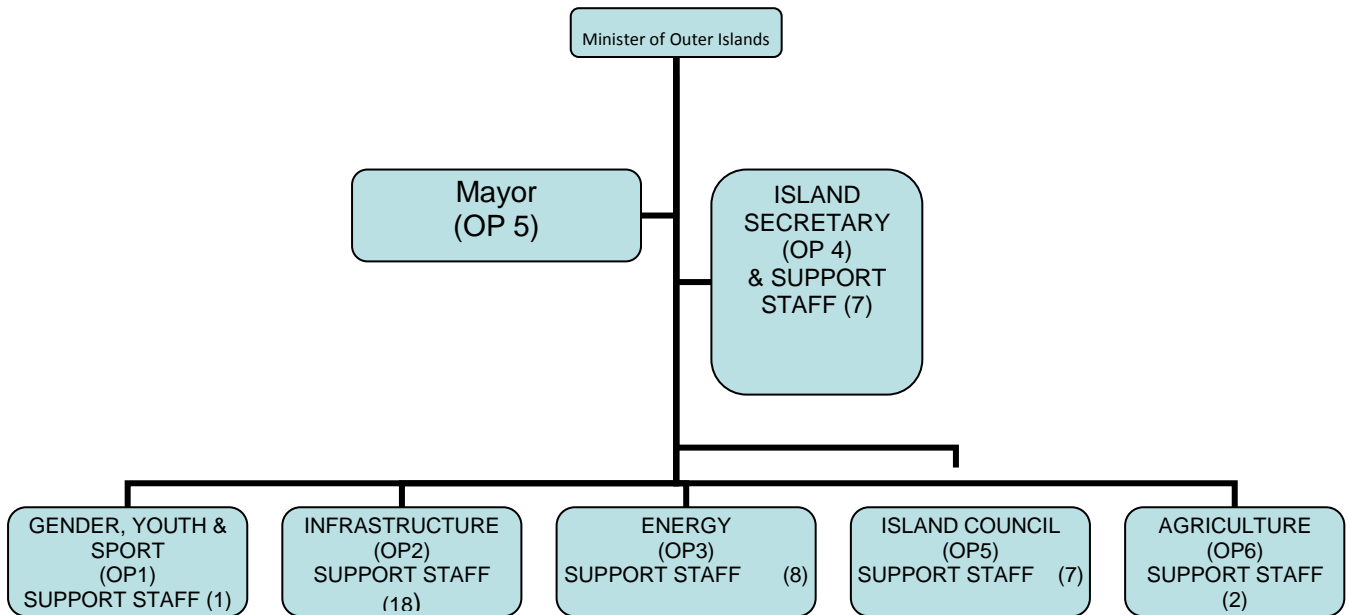 Minister of Outer Islands
Mayor
(OP 5)
ISLAND
SECRETARY
(OP 4)
& SUPPORT
STAFF (7)
GENDER, YOUTH &
SPORT
(OP1)
SUPPORT STAFF (1)
INFRASTRUCTURE
(OP2)
SUPPORT STAFF
(18)
ENERGY
(OP3)
SUPPORT STAFF (8)
ISLAND COUNCIL
(OP5)
SUPPORT STAFF (7)
AGRICULTURE
(OP6)
SUPPORT STAFF
(2)